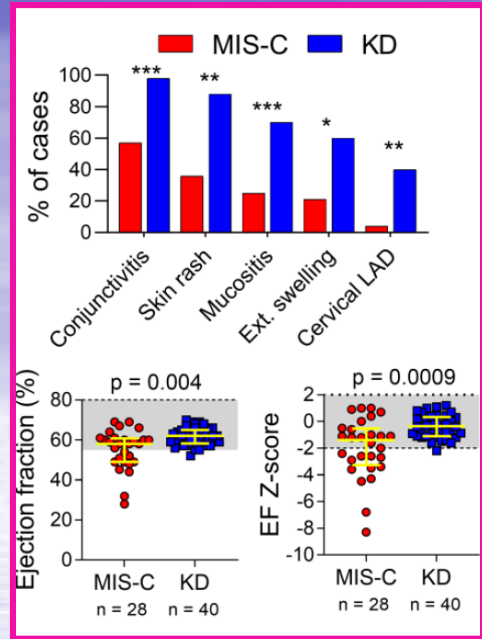 MIS-C KD
% of cases
100
80
60
40
20
0
*** ** *** * **
Conjunctivitis
Skin rash
Mucositis
Ext. swelling
Cervical LAD
Ejection fraction (%)
p = 0.004
80
60
40
20
0
MIS-C KD
n = 28 n = 40
EF Z-score
p = 0.0009
2
0
-2
-4
-6
-8
-10
MIS-C KD
n = 28 n = 40